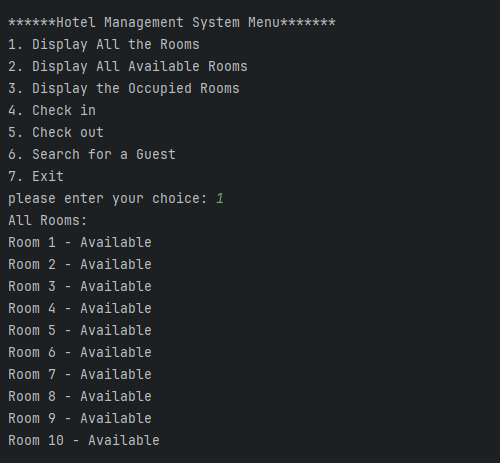 ******Hotel Management System Menu*******
1. Display All the Rooms
2. Display All Available Rooms
3. Display the Occupied Rooms
4. Check in
5. Check out
6. Search for a Guest
7. Exit
please enter your choice: 1
All Rooms:
Room 1 - Available
Room 2 - Available
Room 3 - Available
Room 4 - Available
Room 5 - Available
Room 6 - Available
Room 7 - Available
Room 8 - Available
Room 9 - Available
Room 10 - Available